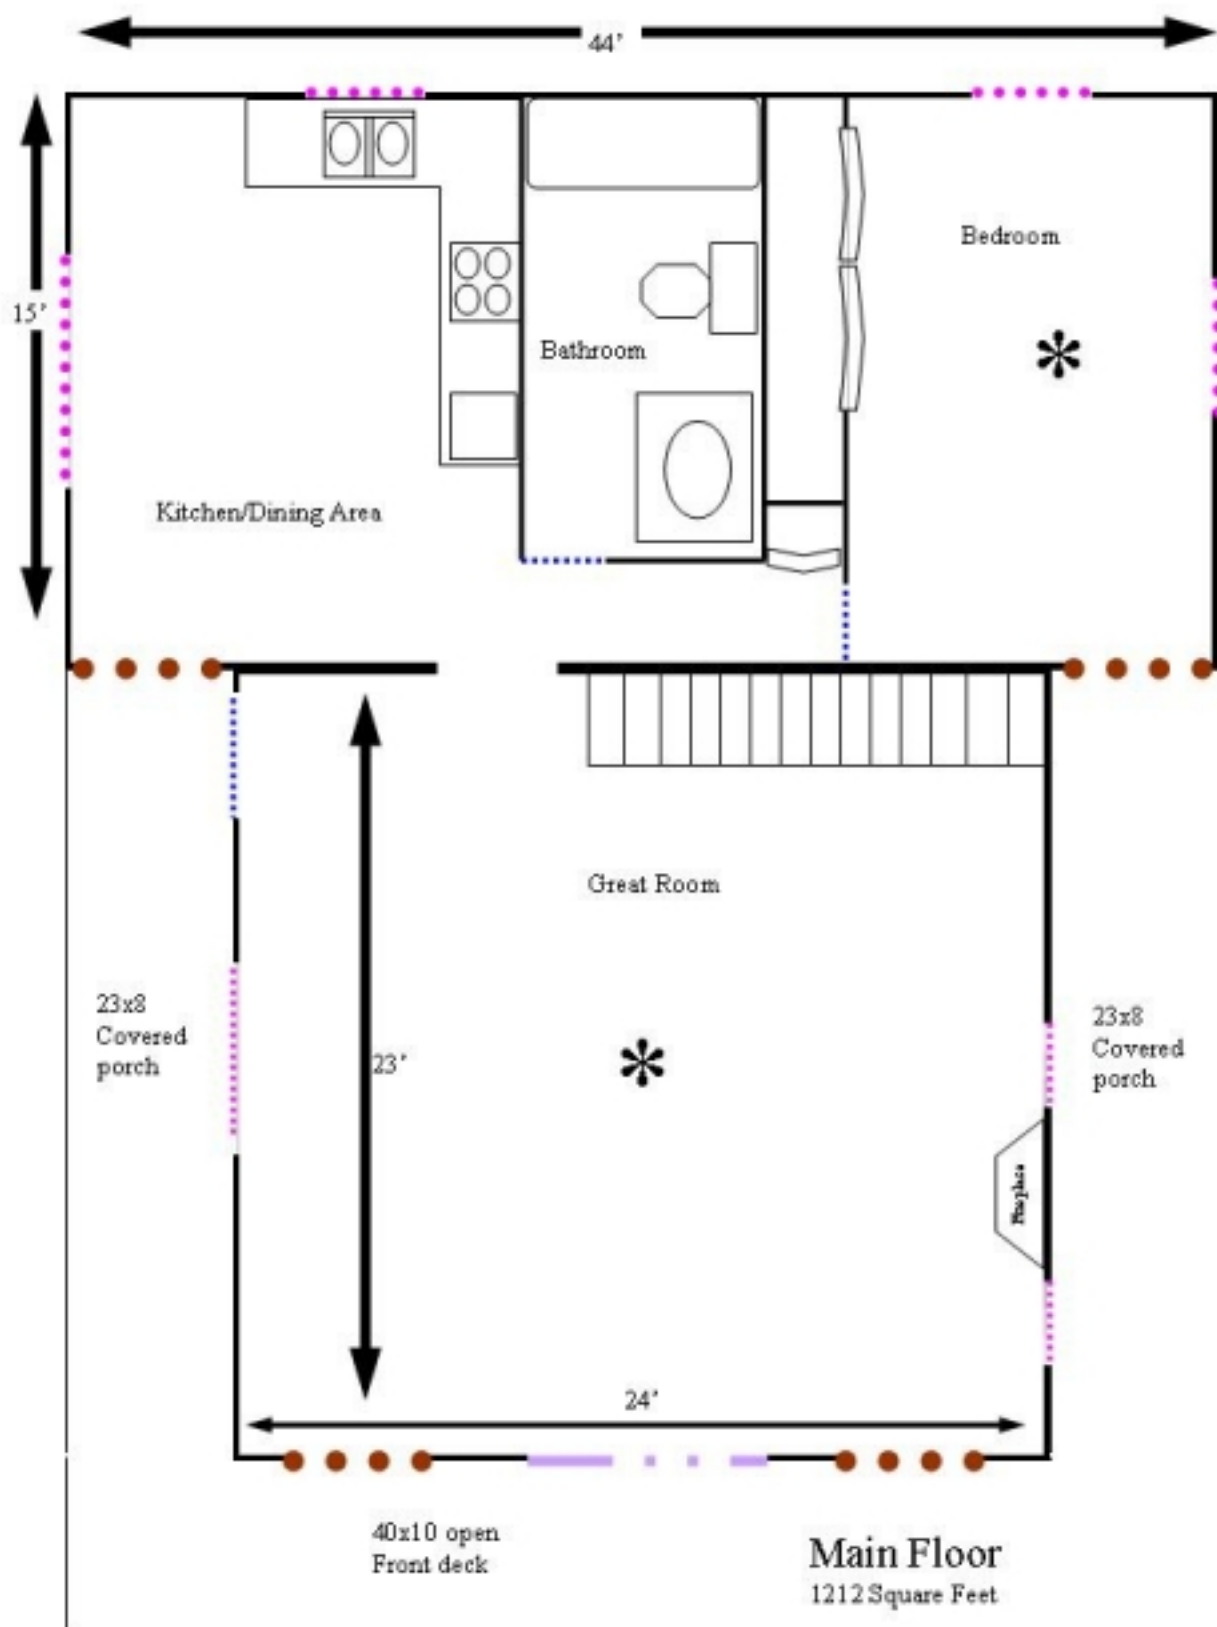 44’
Bedroom
15’
Bathroom
Kitchen/Dining Area
Great Room
23x8
Covered
porch
23’
23x8
Covered
porch
Fireplace
24’
40x10 open
Front deck
Main Floor
1212 Square Feet